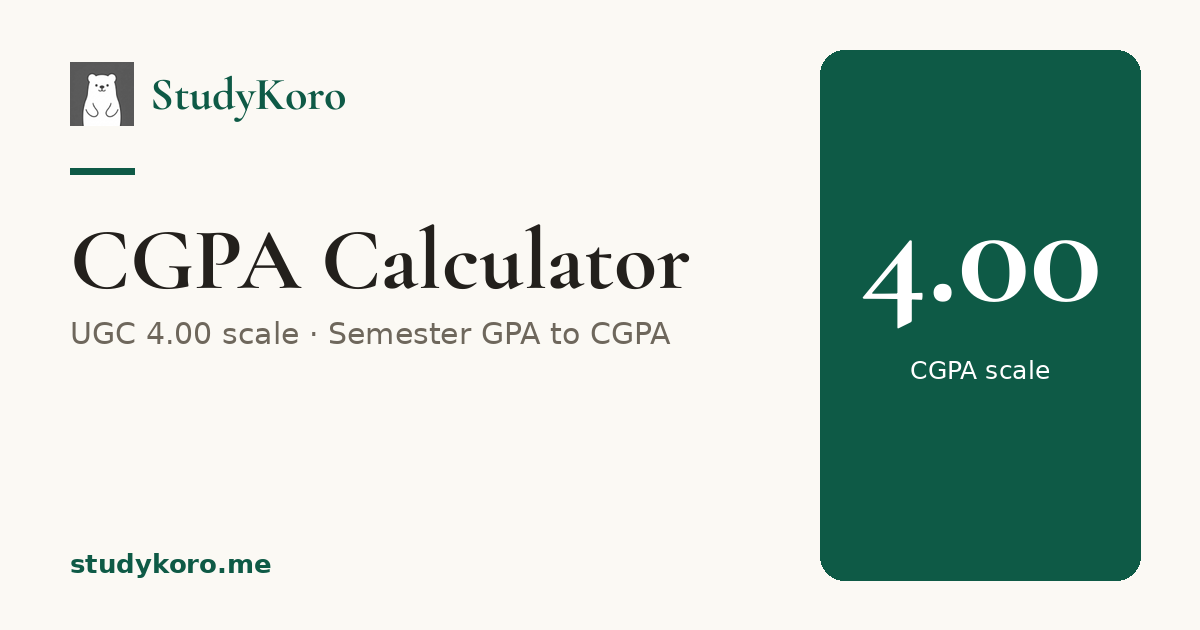 StudyKoro
CGPA Calculator
UGC 4.00 scale · Semester GPA to CGPA
studykoro.me
4.00
CGPA scale